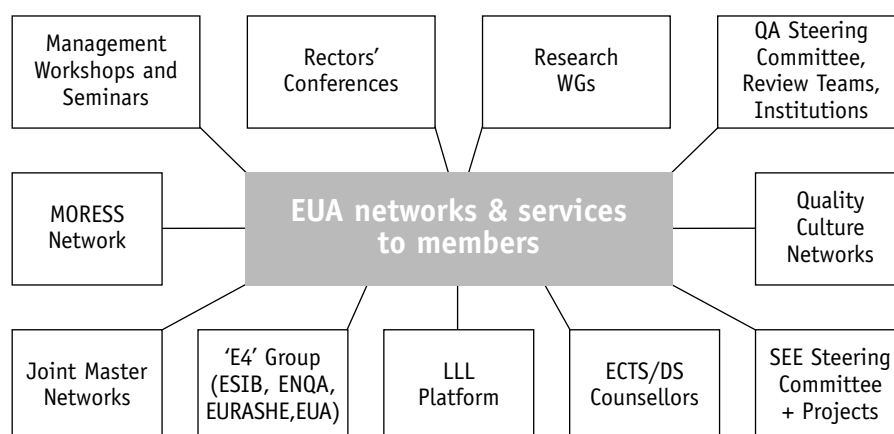 Management
Workshops and
Seminars
Rectors’
Conferences
Research
WGs
QA Steering
Committee,
Review Teams,
Institutions
MORESS
Network
EUA networks & services
to members
Quality
Culture
Networks
Joint Master
Networks
‘E4’ Group
(ESIB, ENQA,
EURASHE,EUA)
LLL
Platform
ECTS/DS
Counsellors
SEE Steering
Committee
+ Projects